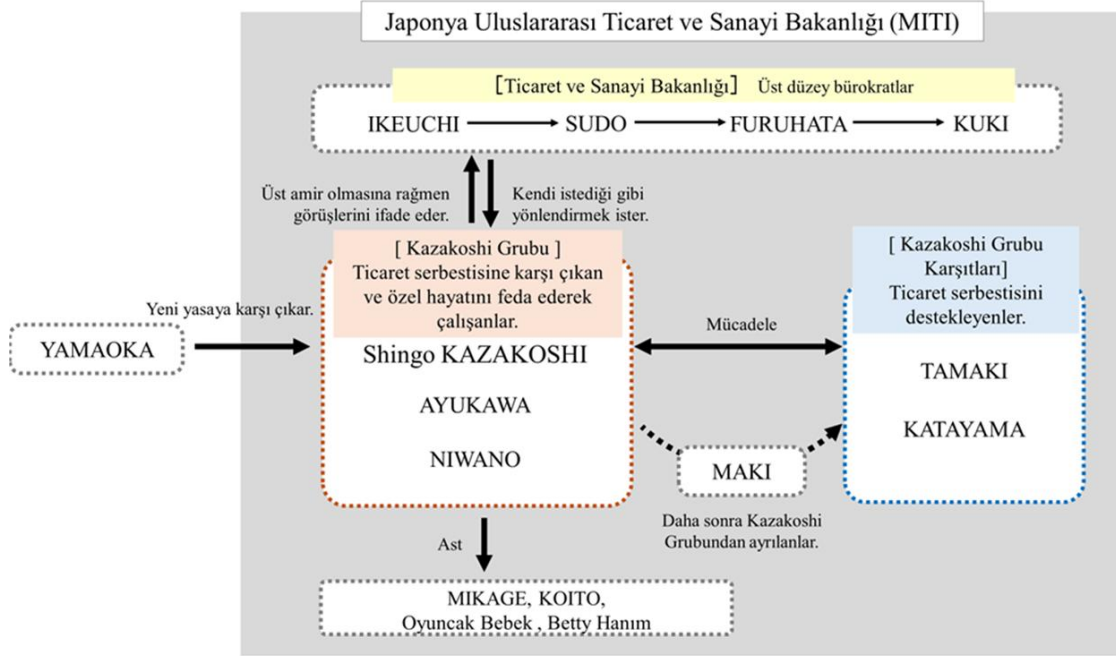 Japonya Uluslararası Ticaret ve Sanayi Bakanlığı (MITI)
[Ticaret ve Sanayi Bakanlığı] Üst düzey bürokratlar
IKEUCHI SUDO FURUHATA KUKI
Üst amir olmasına rağmen
görüşlerini ifade eder.
Kendi istediği gibi
yönlendirmek ister.
[ Kazakoshi Grubu ]
Ticaret serbestisine karşı çıkan
ve özel hayatını feda ederek
çalışanlar.
Shingo KAZAKOSHI
AYUKAWA
NIWANO
[ Kazakoshi Grubu
Karşıtları]
Ticaret serbestisini
destekleyenler.
TAMAKI
KATAYAMA
Yeni yasaya karşı çıkar.
YAMAOKA
Mücadele
MAKI
Daha sonra Kazakoshi
Grubundan ayrılanlar.
Ast
MIKAGE, KOITO,
Oyuncak Bebek , Betty Hanım